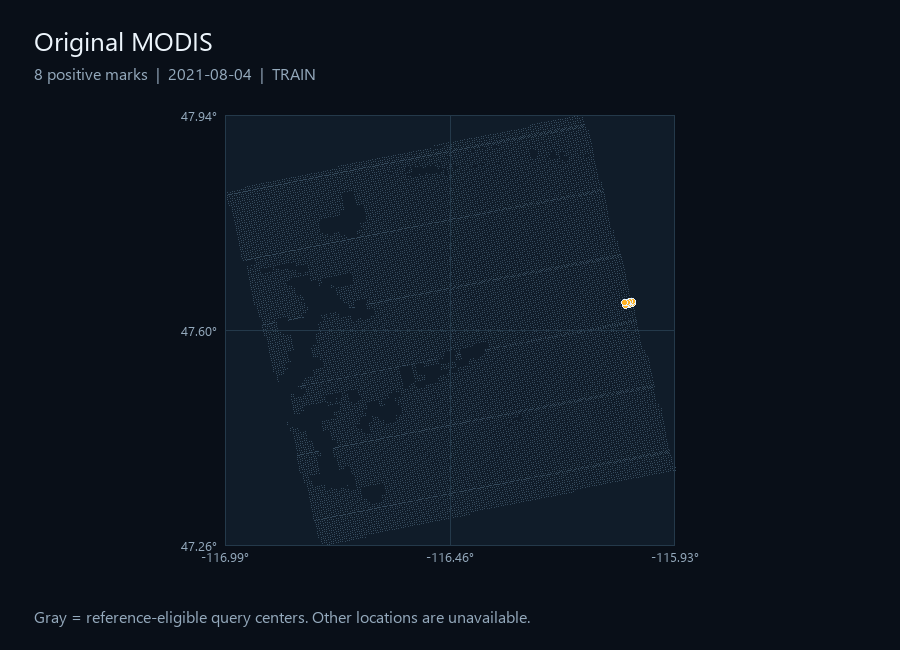 Original MODIS
8 positive marks | 2021-08-04 | TRAIN
47.94°
47.60°
47.26°
-116.99°
-116.46°
-115.93°
Gray = reference-eligible query centers. Other locations are unavailable.